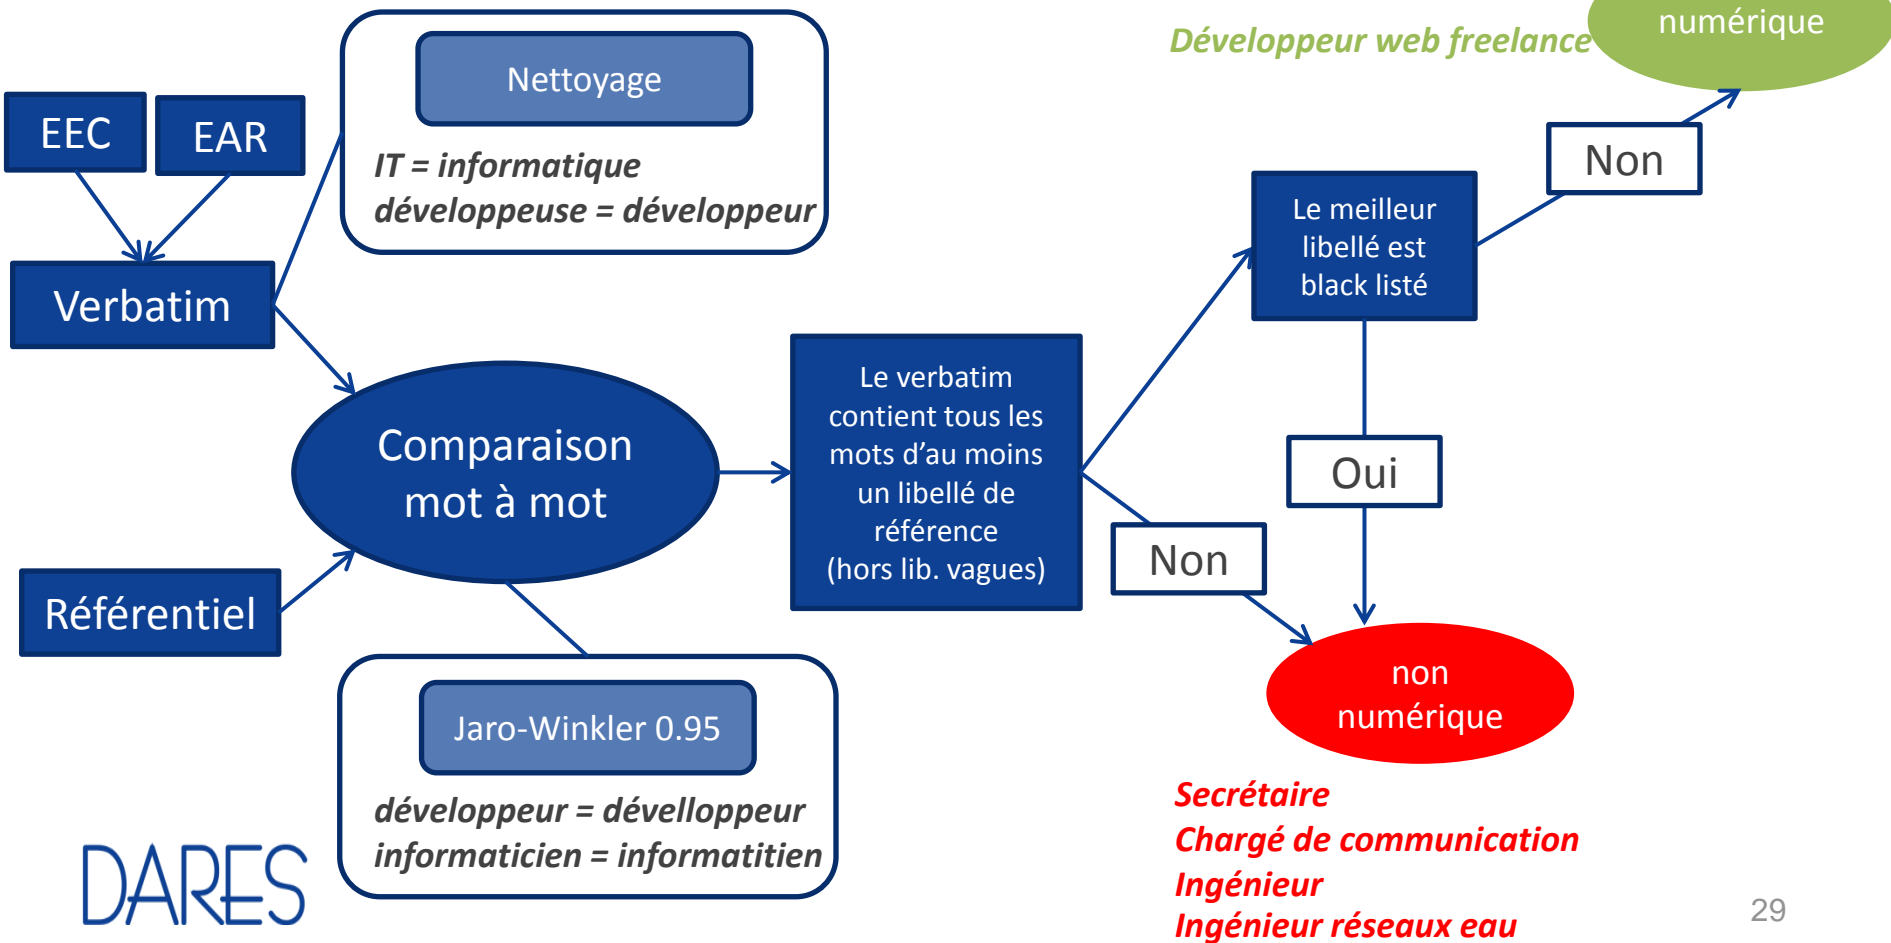 numérique
Développeur web freelance
Nettoyage
EEC
EAR
IT = informatique
développeuse = développeur
Non
Le meilleur
libellé est
black listé
Verbatim
Le verbatim
contient tous les
mots d'au moins
un libellé de
référence
(hors lib. vagues)
Comparaison
mot à mot
Oui
Non
Référentiel
non
numérique
Jaro-Winkler 0.95
développeur = dévelloppeur
informaticien = informatitien
Secrétaire
Chargé de communication
Ingénieur
Ingénieur réseaux eau
DARES
29